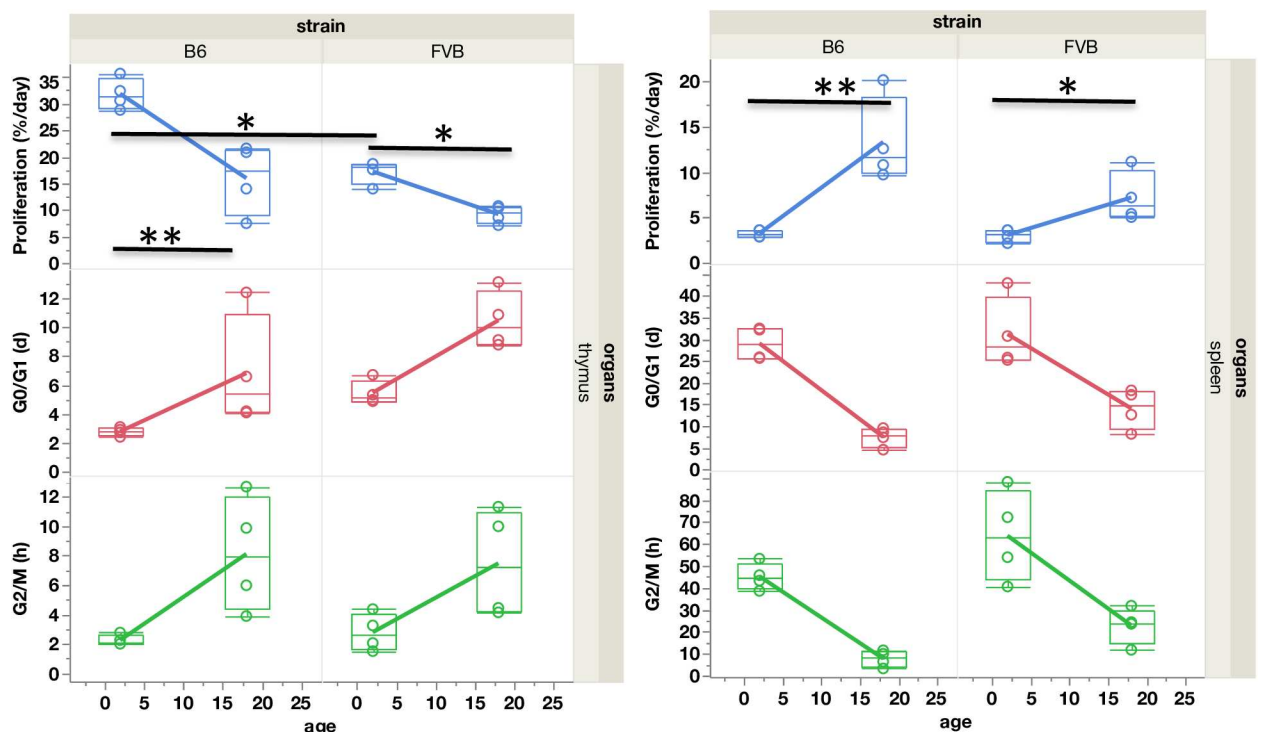 strain
B6 FVB
Proliferation (%/day)
35
30
25
20
15
10
5
0
*
*
**
G0/G1 (d)
12
10
8
6
4
2
0
G2/M (h)
12
10
8
6
4
2
0
0 5 10 15 20 25 0 5 10 15 20 25
age
thymus
organs
strain
B6 FVB
Proliferation (%/day)
20
15
10
5
0
**
*
G0/G1 (d)
40
35
30
25
20
15
10
5
0
G2/M (h)
80
70
60
50
40
30
20
10
0
0 5 10 15 20 25 0 5 10 15 20 25
age
spleen
organs